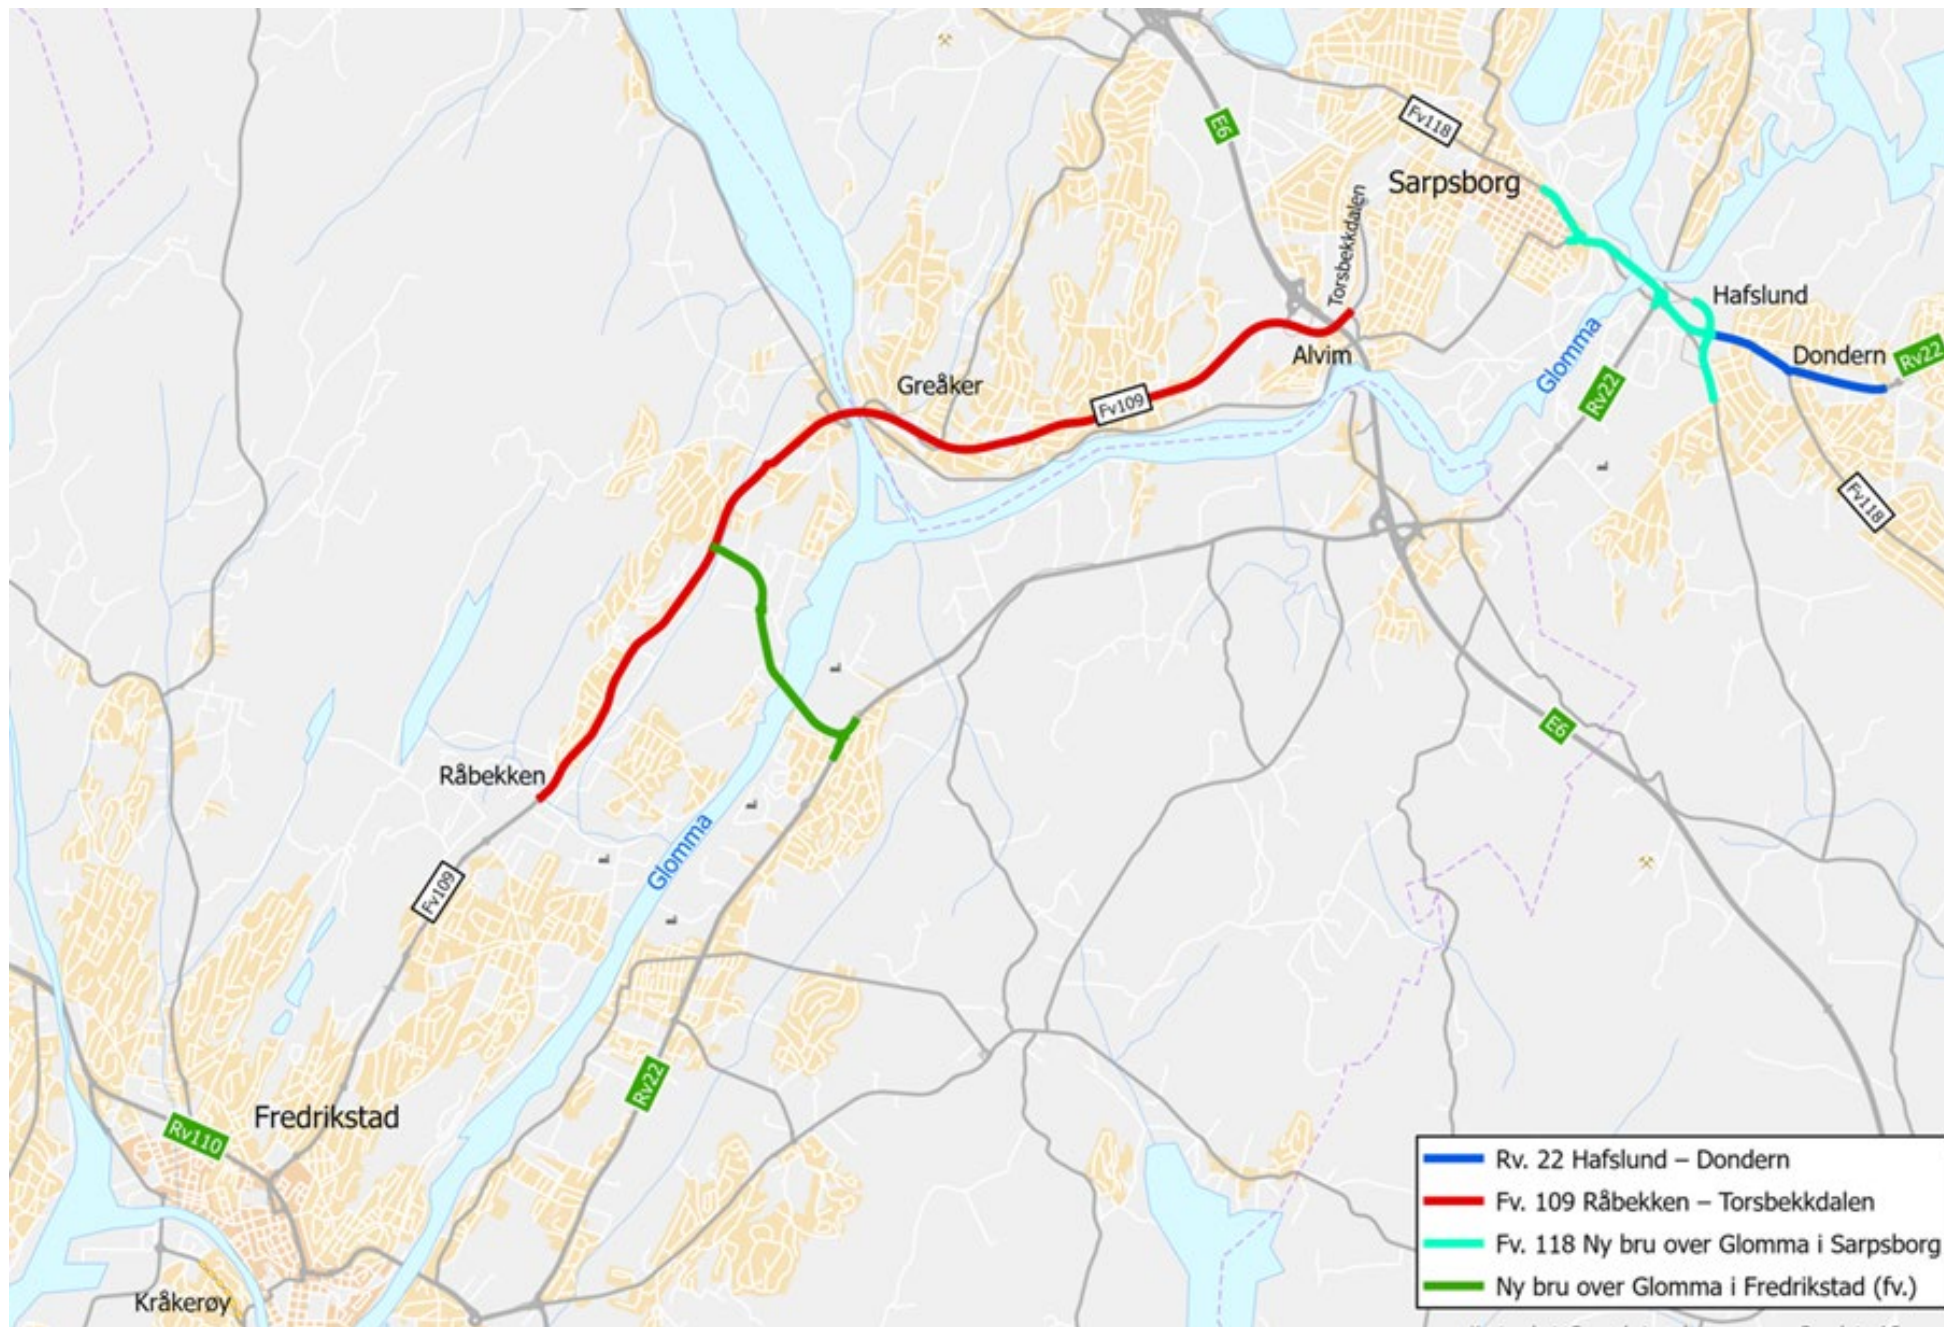 E6
Fv118
Sarpsborg
Torsbekkdalen
Hafslund
Glomma
Alvim
Dondern
Rv22
Greåker
Rv22
Fv109
Fv118
E6
Råbekken
Glomma
Fv109
Rv22
Fredrikstad
Rv110
Kråkerøy
Rv. 22 Hafslund – Dondern
Fv. 109 Råbekken – Torsbekkdalen
Fv. 118 Ny bru over Glomma i Sarpsborg
Ny bru over Glomma i Fredrikstad (fv.)